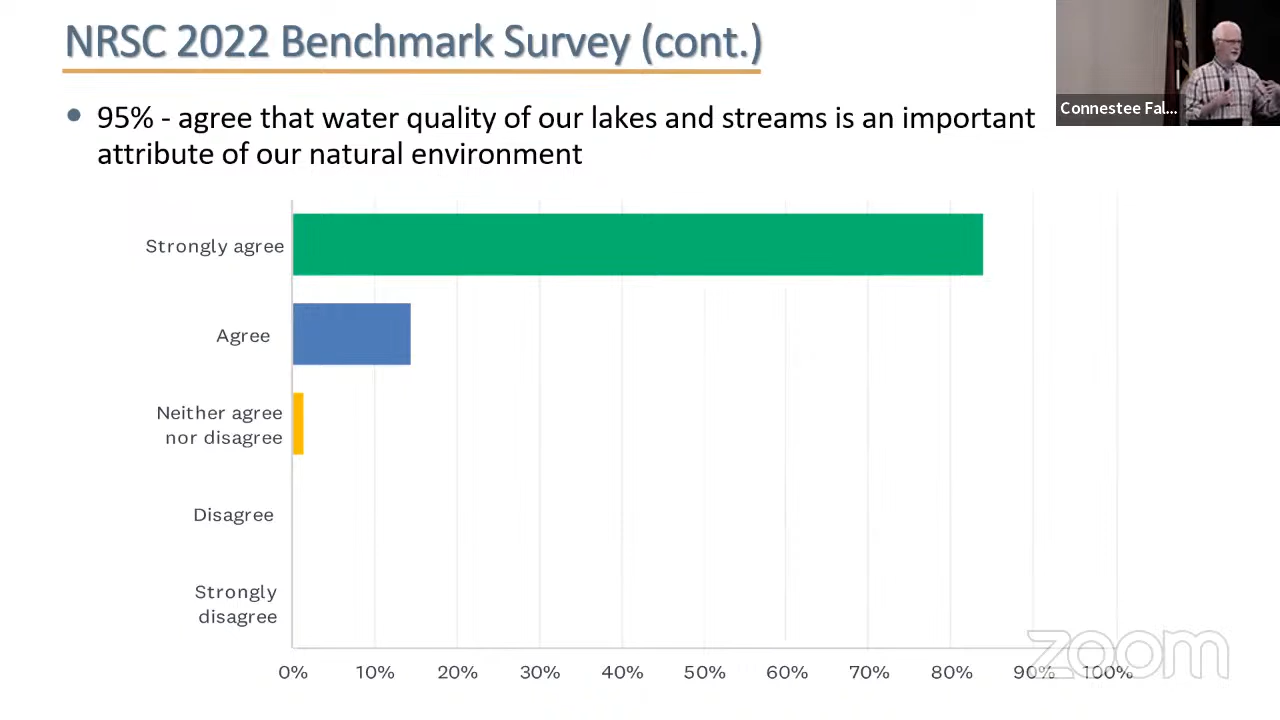 NRSC 2022 Benchmark Survey (cont.)
Connestee Fal...
• 95% - agree that water quality of our lakes and streams is an important
attribute of our natural environment
Strongly agree
Agree
Neither agree
nor disagree
Disagree
Strongly
disagree
0% 10% 20% 30% 40% 50% 60% 70% 80% 90% 100%
zoom